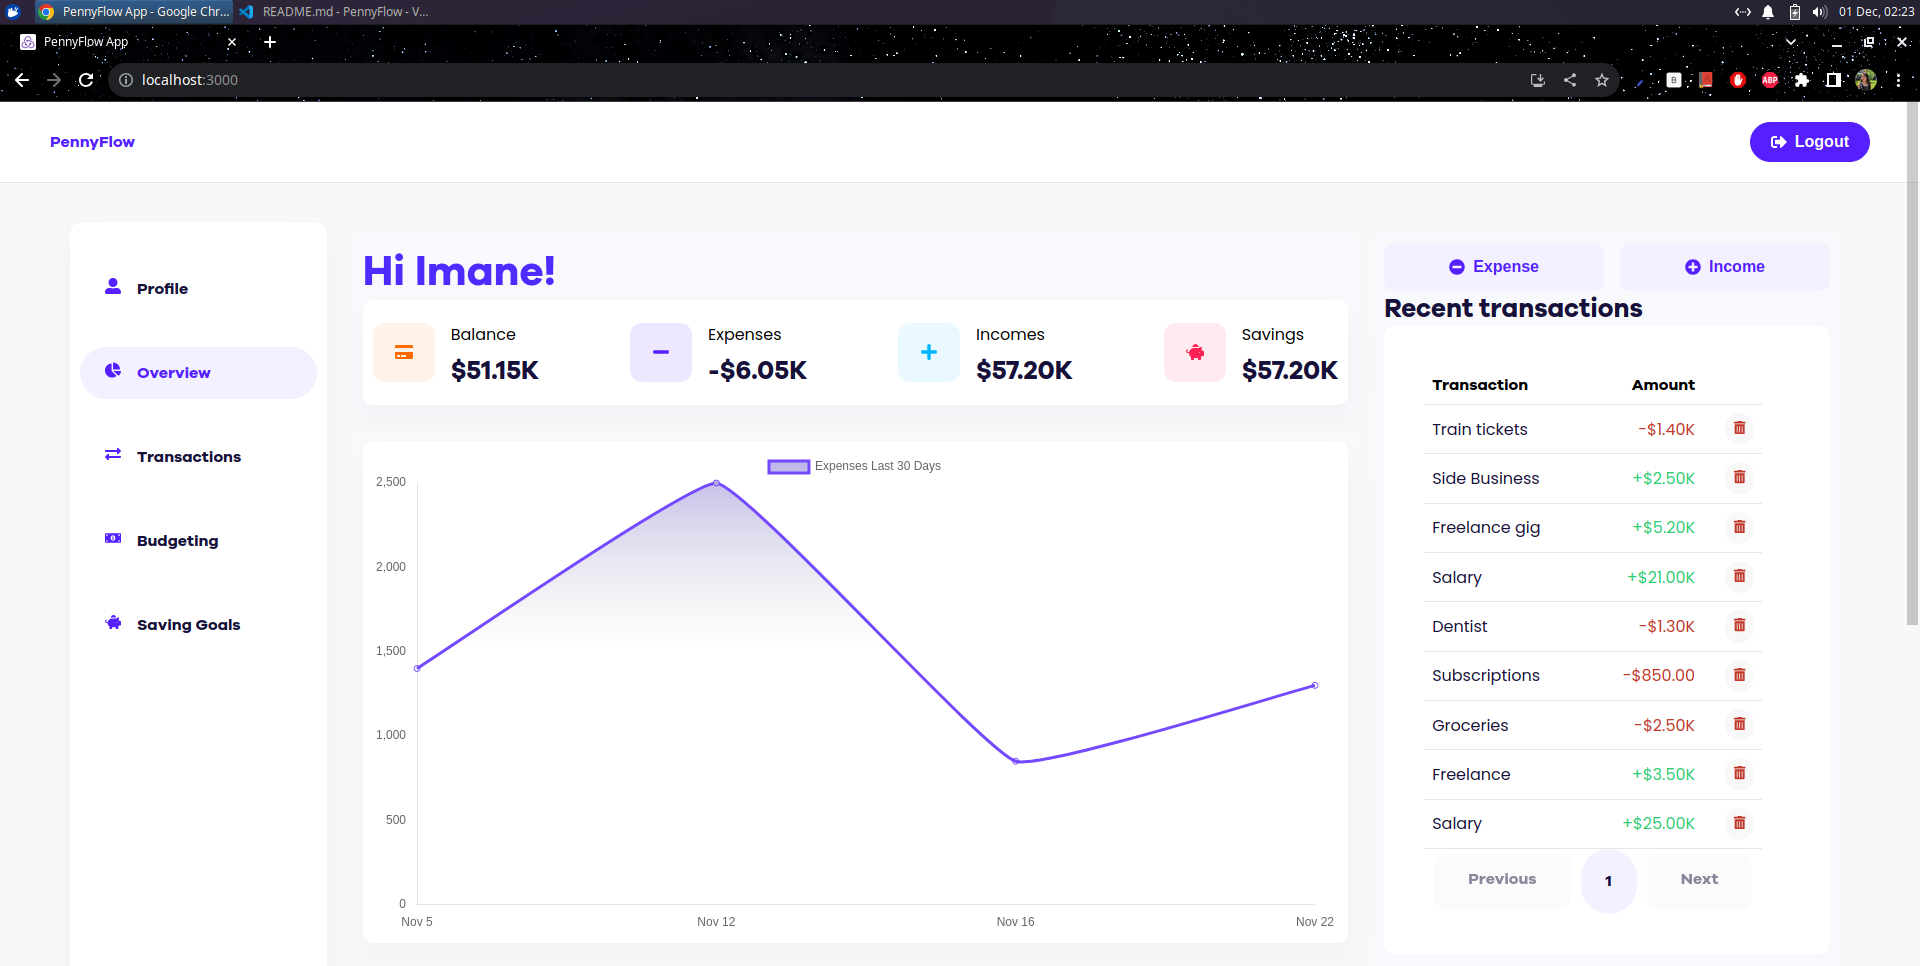 PennyFlow App - Google Chr...
README.md - PennyFlow - V...
01 Dec, 02:23
PennyFlow App
localhost:3000
B
ABP
PennyFlow
Logout
Profile
Overview
Transactions
Budgeting
Saving Goals
Hi Imane!
Balance
$51.15K
Expenses
-$6.05K
Incomes
$57.20K
Savings
$57.20K
Expenses Last 30 Days
2,500
2,000
1,500
1,000
500
0
Nov 5
Nov 12
Nov 16
Nov 22
Expense
Income
Recent transactions
Transaction Amount
Train tickets -$1.40K
Side Business +$2.50K
Freelance gig +$5.20K
Salary +$21.00K
Dentist -$1.30K
Subscriptions -$850.00
Groceries -$2.50K
Freelance +$3.50K
Salary +$25.00K
Previous 1 Next